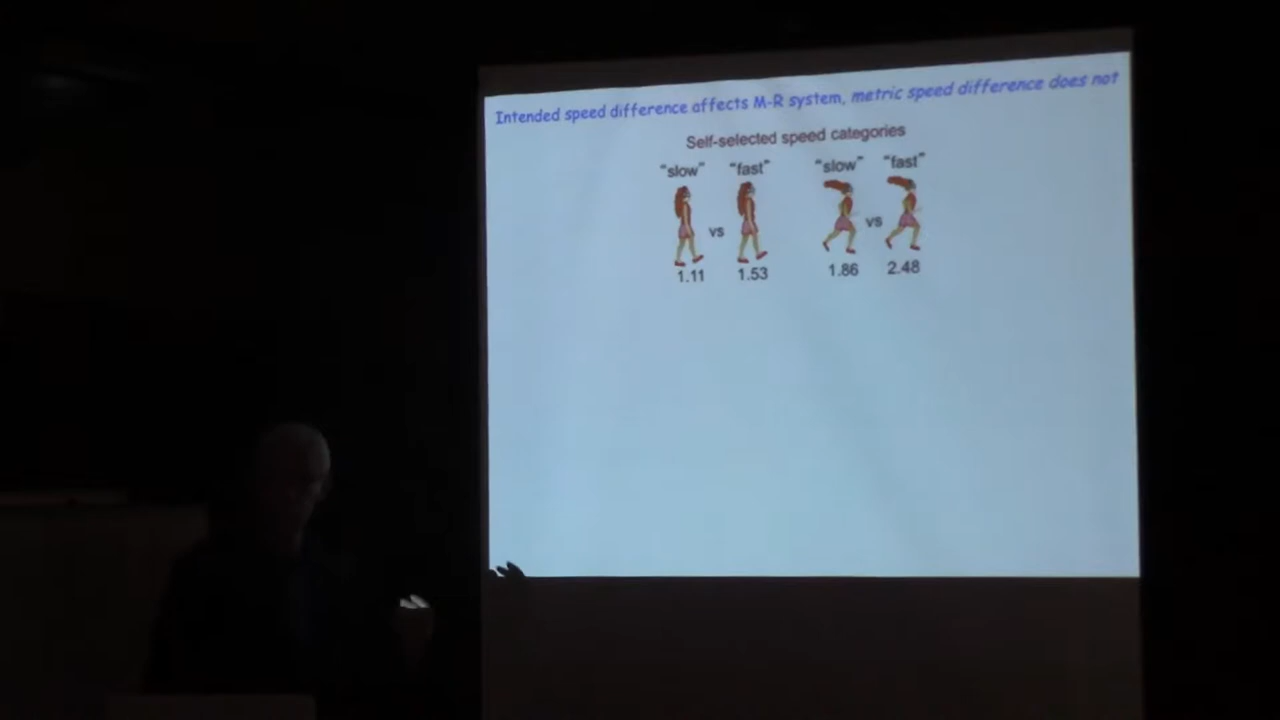 Intended speed difference affects M-R system, metric speed difference does not
Self-selected speed categories
"slow" "fast" "slow" "fast"
vs vs
1.11 1.53 1.86 2.48